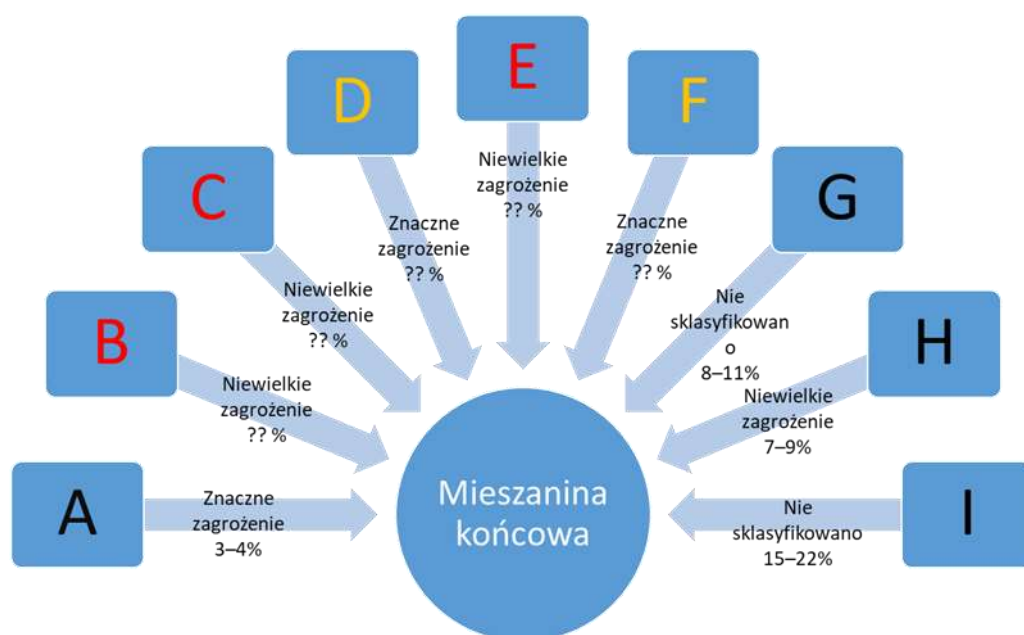 A
Znaczne
zagrożenie
3–4%
B
Niewielkie
zagrożenie
?? %
C
Niewielkie
zagrożenie
?? %
D
Znaczne
zagrożenie
?? %
E
Niewielkie
zagrożenie
?? %
F
Znaczne
zagrożenie
?? %
G
Nie
sklasyfikowan
o
8–11%
H
Niewielkie
zagrożenie
7–9%
I
Nie
sklasyfikowano
15–22%
Mieszanina
końcowa